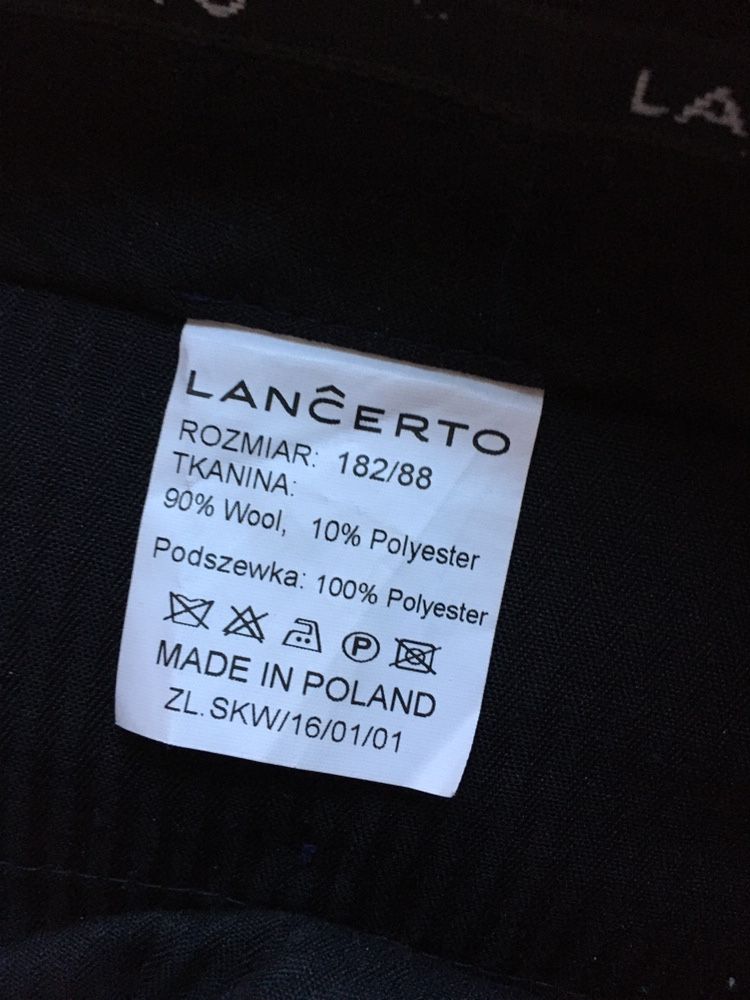 LA
LANĈERTO
ROZMIAR: 182/88
TKANINA:
90% Wool, 10% Polyester
Podszewka: 100% Polyester
P
MADE IN POLAND
ZL.SKW/16/01/01